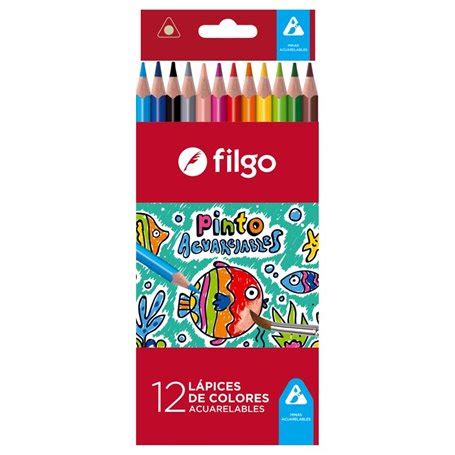 MINAS
ACUARELABLES
filgo
Pinto
ACUARELABLES
12 LÁPICES
DE COLORES
ACUARELABLES
MINAS
ACUARELABLES